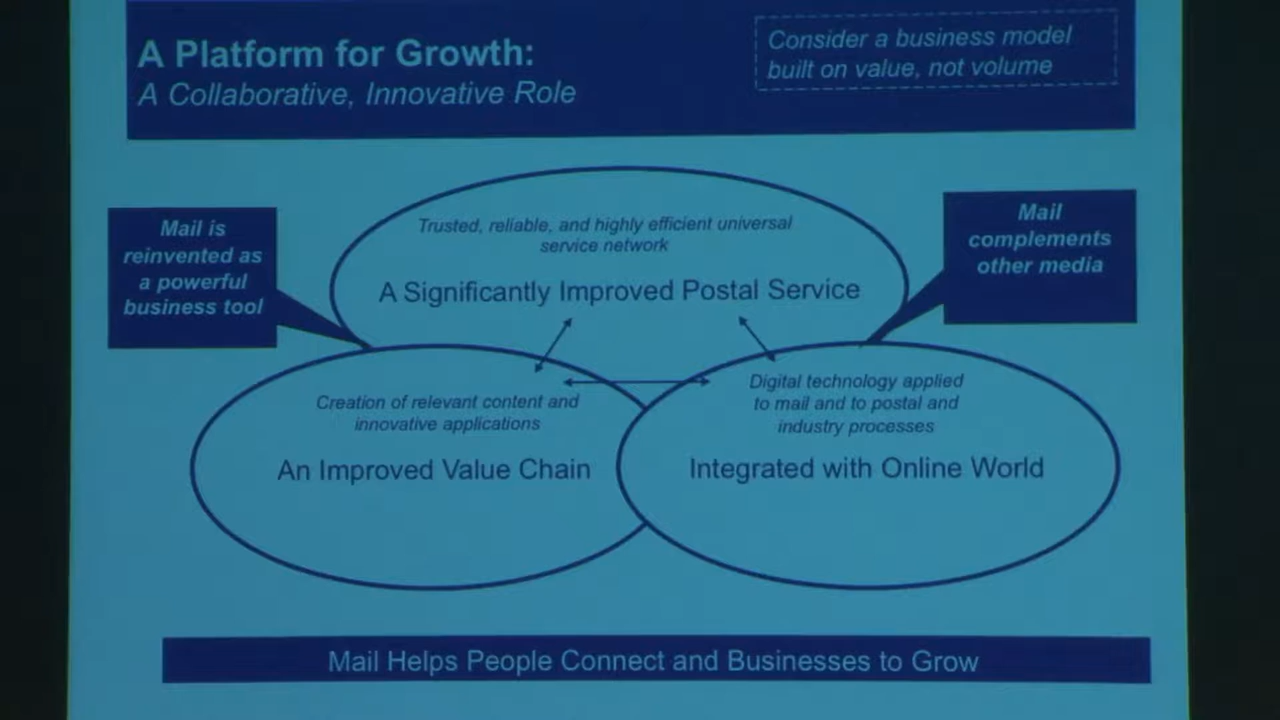 A Platform for Growth:
A Collaborative, Innovative Role
Consider a business model
built on value, not volume
Mail is
reinvented as
a powerful
business tool
Trusted, reliable, and highly efficient universal
service network
A Significantly Improved Postal Service
Mail
complements
other media
Creation of relevant content and
innovative applications
An Improved Value Chain
Digital technology applied
to mail and to postal and
industry processes
Integrated with Online World
Mail Helps People Connect and Businesses to Grow